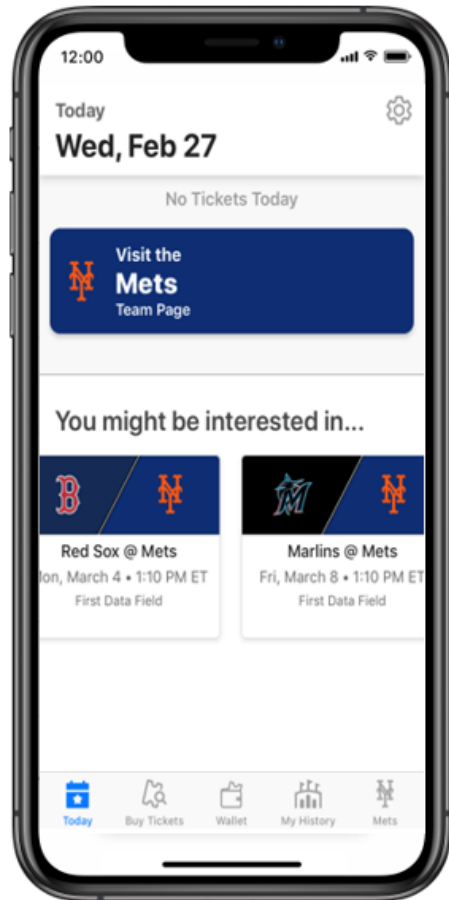 12:00
Today
Wed, Feb 27
No Tickets Today
Visit the
Mets
Team Page
You might be interested in...
Red Sox @ Mets
on, March 4 • 1:10 PM ET
First Data Field
Marlins @ Mets
Fri, March 8 • 1:10 PM ET
First Data Field
Today
Buy Tickets
Wallet
My History
Mets